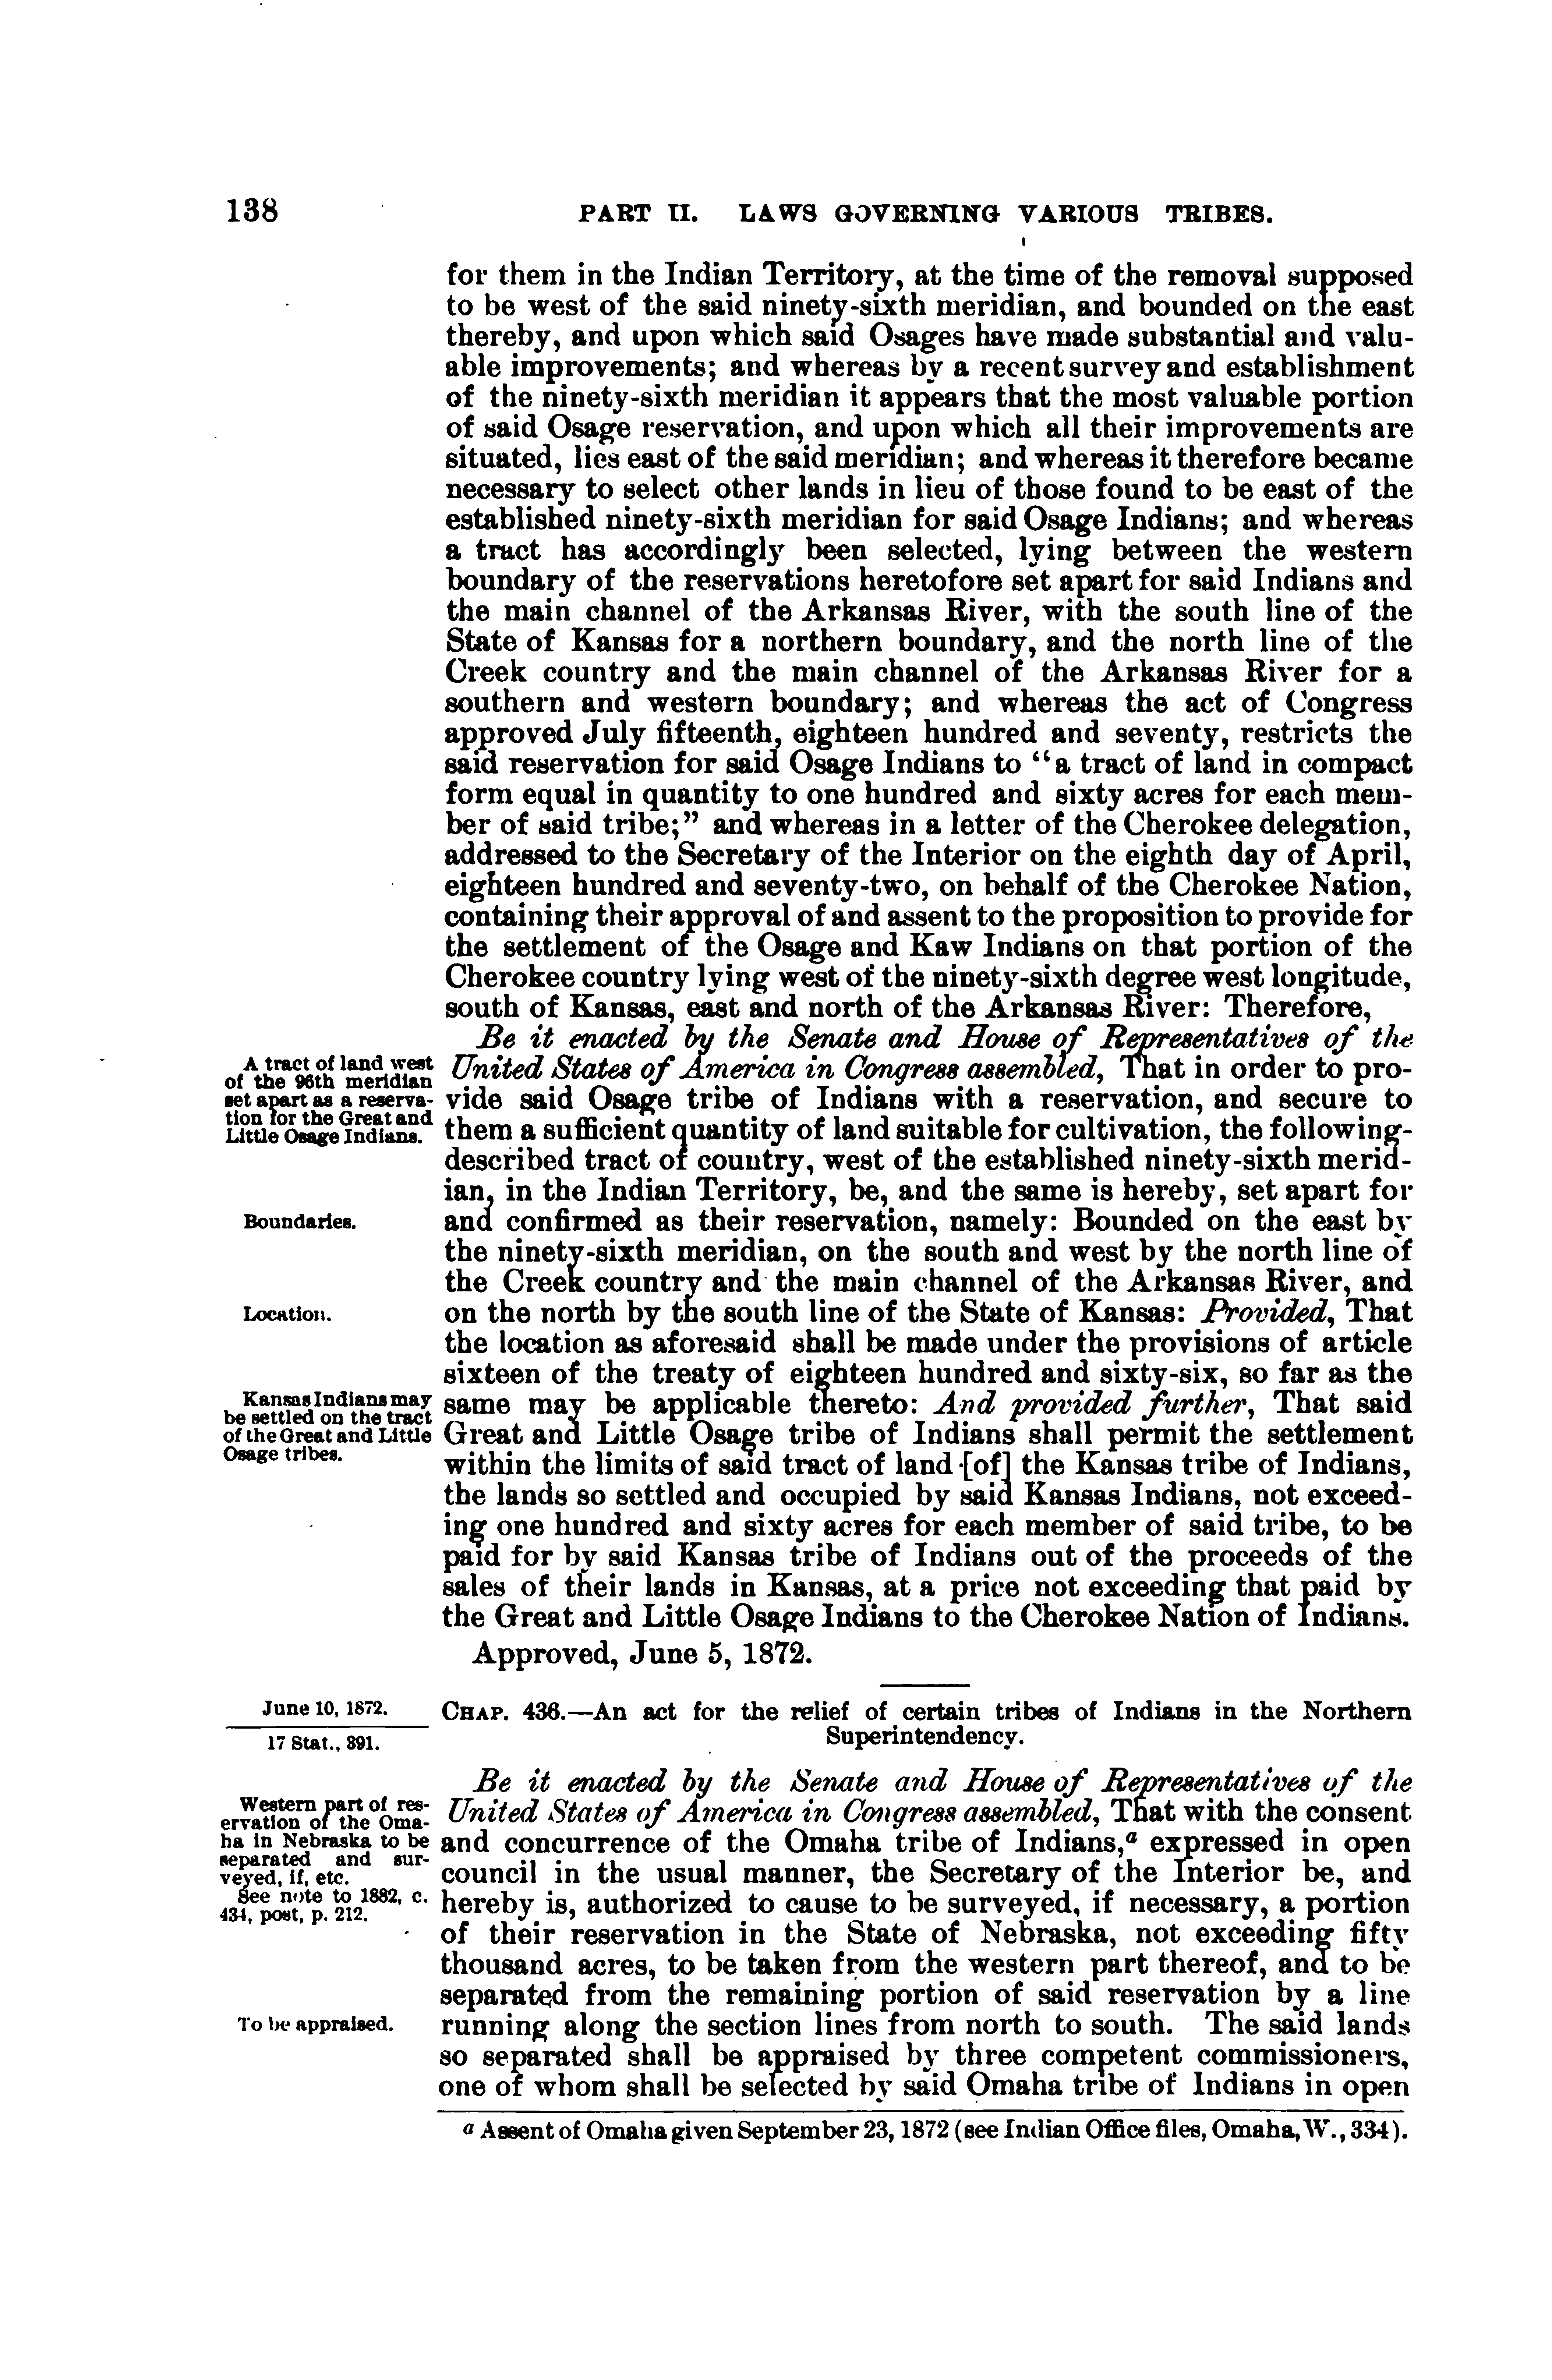 138 PART II. LAWS GOVERNING VARIOUS TRIBES.
for them in the Indian Territory, at the time of the removal supposed
to be west of the said ninety-sixth meridian, and bounded on the east
thereby, and upon which said Osages have made substantial and valu-
able improvements; and whereas by a recent survey and establishment
of the ninety-sixth meridian it appears that the most valuable portion
of said Osage reservation, and upon which all their improvements are
situated, lies east of the said meridian; and whereas it therefore became
necessary to select other lands in lieu of those found to be east of the
established ninety-sixth meridian for said Osage Indians; and whereas
a tract has accordingly been selected, lying between the western
boundary of the reservations heretofore set apart for said Indians and
the main channel of the Arkansas River, with the south line of the
State of Kansas for a northern boundary, and the north line of the
Creek country and the main channel of the Arkansas River for a
southern and western boundary; and whereas the act of Congress
approved July fifteenth, eighteen hundred and seventy, restricts the
said reservation for said Osage Indians to "a tract of land in compact
form equal in quantity to one hundred and sixty acres for each mem-
ber of said tribe;" and whereas in a letter of the Cherokee delegation,
addressed to the Secretary of the Interior on the eighth day of April,
eighteen hundred and seventy-two, on behalf of the Cherokee Nation,
containing their approval of and assent to the proposition to provide for
the settlement of the Osage and Kaw Indians on that portion of the
Cherokee country lying west of the ninety-sixth degree west longitude,
south of Kansas, east and north of the Arkansas River: Therefore,
Be it enacted by the Senate and House of Representatives of the
United States of America in Congress assembled, That in order to pro-
vide said Osage tribe of Indians with a reservation, and secure to
them a sufficient quantity of land suitable for cultivation, the following-
described tract of country, west of the established ninety-sixth merid-
ian, in the Indian Territory, be, and the same is hereby, set apart for
and confirmed as their reservation, namely: Bounded on the east by
the ninety-sixth meridian, on the south and west by the north line of
the Creek country and the main channel of the Arkansas River, and
on the north by the south line of the State of Kansas: Provided, That
the location as aforesaid shall be made under the provisions of article
sixteen of the treaty of eighteen hundred and sixty-six, so far as the
same may be applicable thereto: And provided further, That said
Great and Little Osage tribe of Indians shall permit the settlement
within the limits of said tract of land [of] the Kansas tribe of Indians,
the lands so settled and occupied by said Kansas Indians, not exceed-
ing one hundred and sixty acres for each member of said tribe, to be
paid for by said Kansas tribe of Indians out of the proceeds of the
sales of their lands in Kansas, at a price not exceeding that paid by
the Great and Little Osage Indians to the Cherokee Nation of Indians.
Approved, June 5, 1872.
A tract of land west
of the 96th meridian
set apart as a reserva-
tion for the Great and
Little Osage Indians.
Boundaries.
Location.
Kansas Indians may
be settled on the tract
of the Great and Little
Osage tribes.
June 10, 1872.
17 Stat., 391.
CHAP. 436.—An act for the relief of certain tribes of Indians in the Northern
Superintendency.
Be it enacted by the Senate and House of Representatives of the
United States of America in Congress assembled, That with the consent
and concurrence of the Omaha tribe of Indians,a expressed in open
council in the usual manner, the Secretary of the Interior be, and
hereby is, authorized to cause to be surveyed, if necessary, a portion
of their reservation in the State of Nebraska, not exceeding fifty
thousand acres, to be taken from the western part thereof, and to be
separated from the remaining portion of said reservation by a line
running along the section lines from north to south. The said lands
so separated shall be appraised by three competent commissioners,
one of whom shall be selected by said Omaha tribe of Indians in open
Western part of res-
ervation of the Oma-
ha in Nebraska to be
separated and sur-
veyed, if, etc.
See note to 1882, c.
434, post, p. 212.
To be appraised.
a Assent of Omaha given September 23, 1872 (see Indian Office files, Omaha, W., 334).